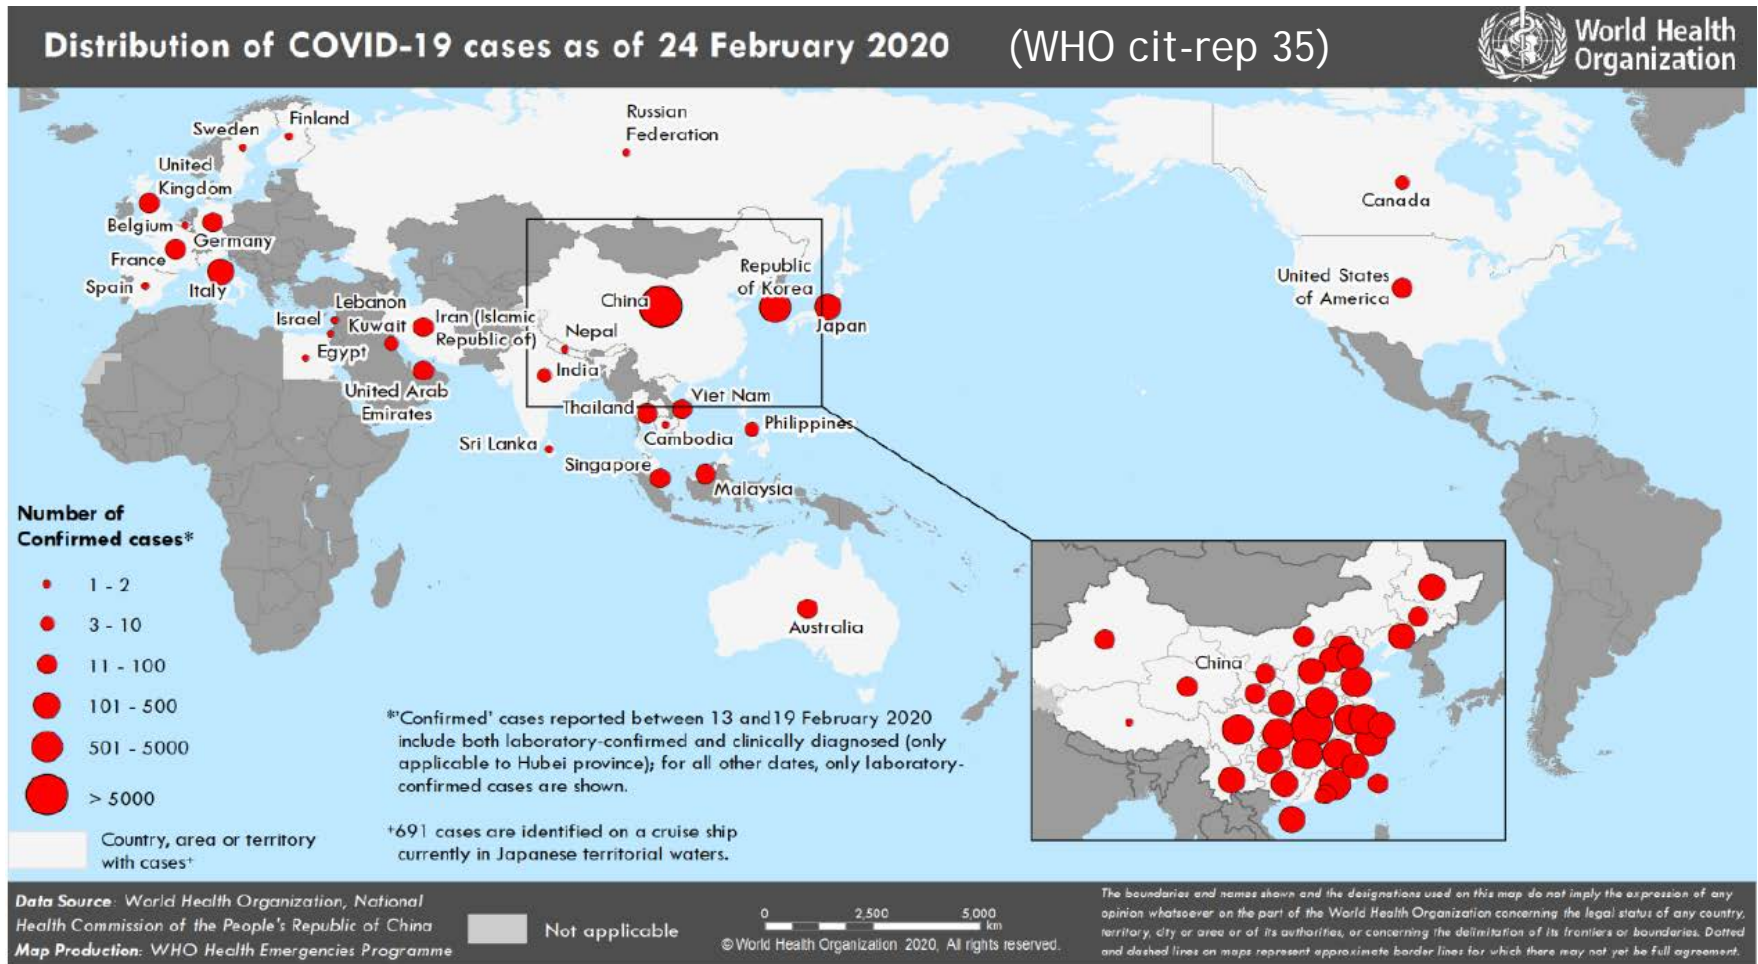 Distribution of COVID-19 cases as of 24 February 2020 (WHO cit-rep 35)
World Health
Organization
Finland
Sweden
Russian
Federation
United
Kingdom
Belgium
Germany
France
Spain
Italy
Canada
United States
of America
Republic
of Korea
China
Japan
Lebanon
Israel
Kuwait
Iran (Islamic
Republic of)
Nepal
Egypt
India
United Arab
Emirates
Thailand
Viet Nam
Philippines
Cambodia
Sri Lanka
Singapore
Malaysia
Australia
China
Number of
Confirmed cases*
1 - 2
3 - 10
11 - 100
101 - 500
501 - 5000
> 5000
Country, area or territory
with cases⁺
*'Confirmed' cases reported between 13 and19 February 2020
include both laboratory-confirmed and clinically diagnosed (only
applicable to Hubei province); for all other dates, only laboratory-
confirmed cases are shown.
⁺691 cases are identified on a cruise ship
currently in Japanese territorial waters.
Data Source: World Health Organization, National
Health Commission of the People's Republic of China
Map Production: WHO Health Emergencies Programme
Not applicable
0 2,500 5,000
km
© World Health Organization 2020, All rights reserved.
The boundaries and names shown and the designations used on this map do not imply the expression of any
opinion whatsoever on the part of the World Health Organization concerning the legal status of any country,
territory, city or area or of its authorities, or concerning the delimitation of its frontiers or boundaries. Dotted
and dashed lines on maps represent approximate border lines for which there may not yet be full agreement.